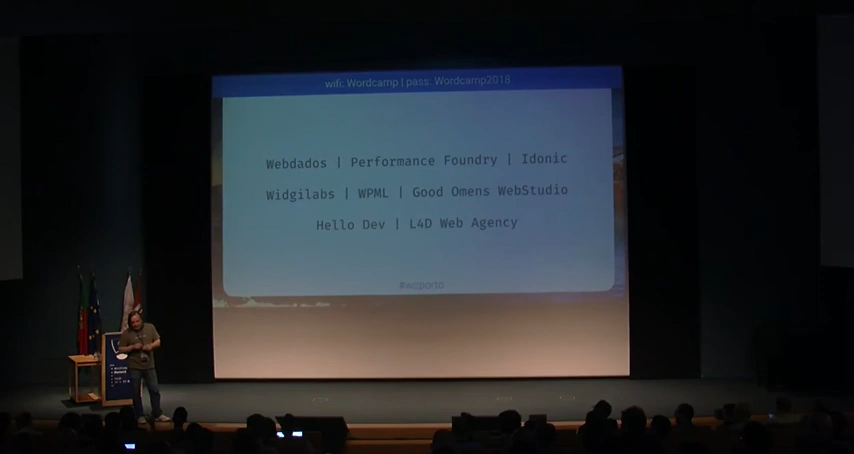 wifi: Wordcamp | pass: Wordcamp2018
Webdados | Performance Foundry | Idonic
Widgilabs | WPML | Good Omens WebStudio
Hello Dev | L4D Web Agency
#wcporto